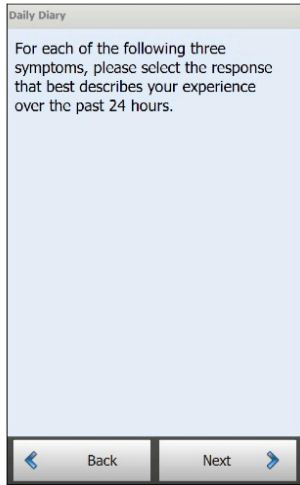 Daily Diary
For each of the following three
symptoms, please select the response
that best describes your experience
over the past 24 hours.
Back
Next